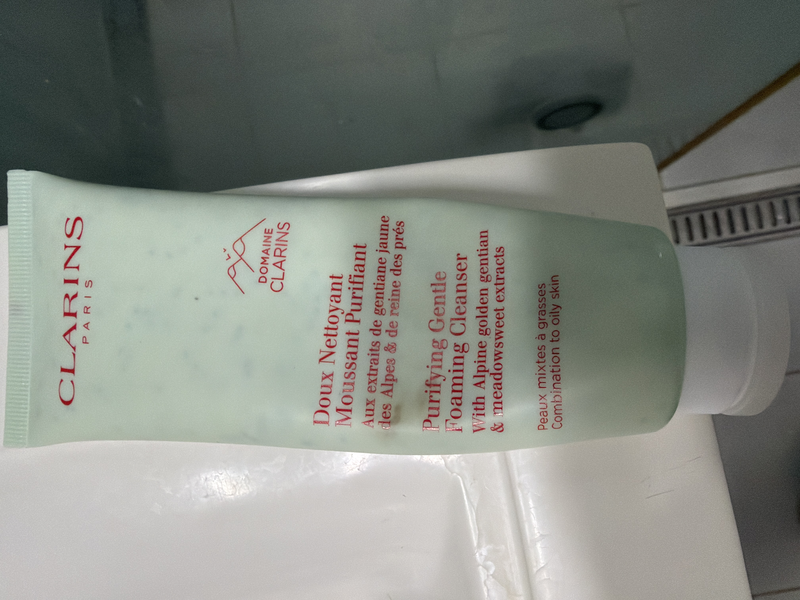 CLARINS
PARIS
DOMAINE
CLARINS
Doux Nettoyant
Moussant Purifiant
Aux extraits de gentiane jaune
des Alpes & de reine des prés
Purifying Gentle
Foaming Cleanser
With Alpine golden gentian
& meadowsweet extracts
Peaux mixtes à grasses
Combination to oily skin